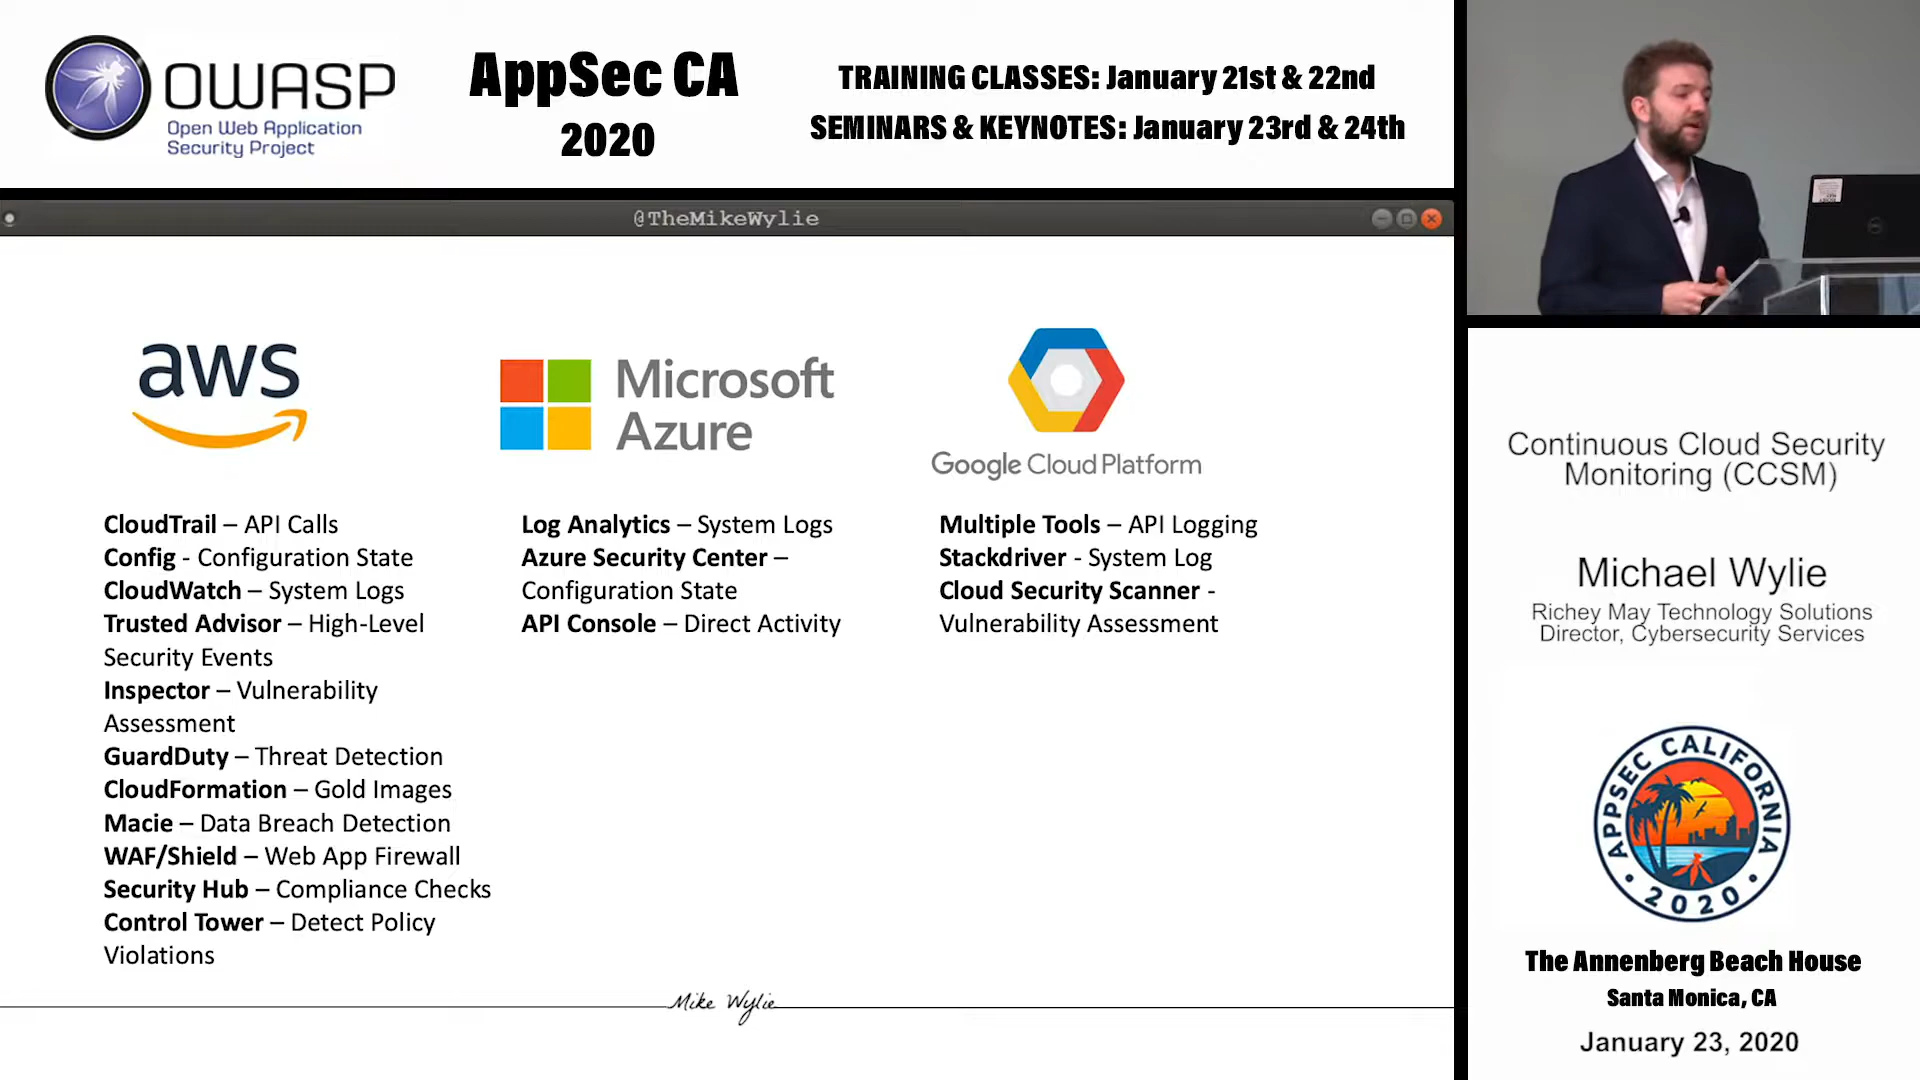 OWASP
Open Web Application
Security Project
AppSec CA
2020
TRAINING CLASSES: January 21st & 22nd
SEMINARS & KEYNOTES: January 23rd & 24th
@TheMikeWylie
aws
Microsoft
Azure
Google Cloud Platform
CloudTrail – API Calls
Config - Configuration State
CloudWatch – System Logs
Trusted Advisor – High-Level
Security Events
Inspector – Vulnerability
Assessment
GuardDuty – Threat Detection
CloudFormation – Gold Images
Macie – Data Breach Detection
WAF/Shield – Web App Firewall
Security Hub – Compliance Checks
Control Tower – Detect Policy
Violations
Log Analytics – System Logs
Azure Security Center –
Configuration State
API Console – Direct Activity
Multiple Tools – API Logging
Stackdriver - System Log
Cloud Security Scanner -
Vulnerability Assessment
Mike Wylie
Continuous Cloud Security
Monitoring (CCSM)
Michael Wylie
Richey May Technology Solutions
Director, Cybersecurity Services
APPSEC CALIFORNIA
• 2020 •
The Annenberg Beach House
Santa Monica, CA
January 23, 2020